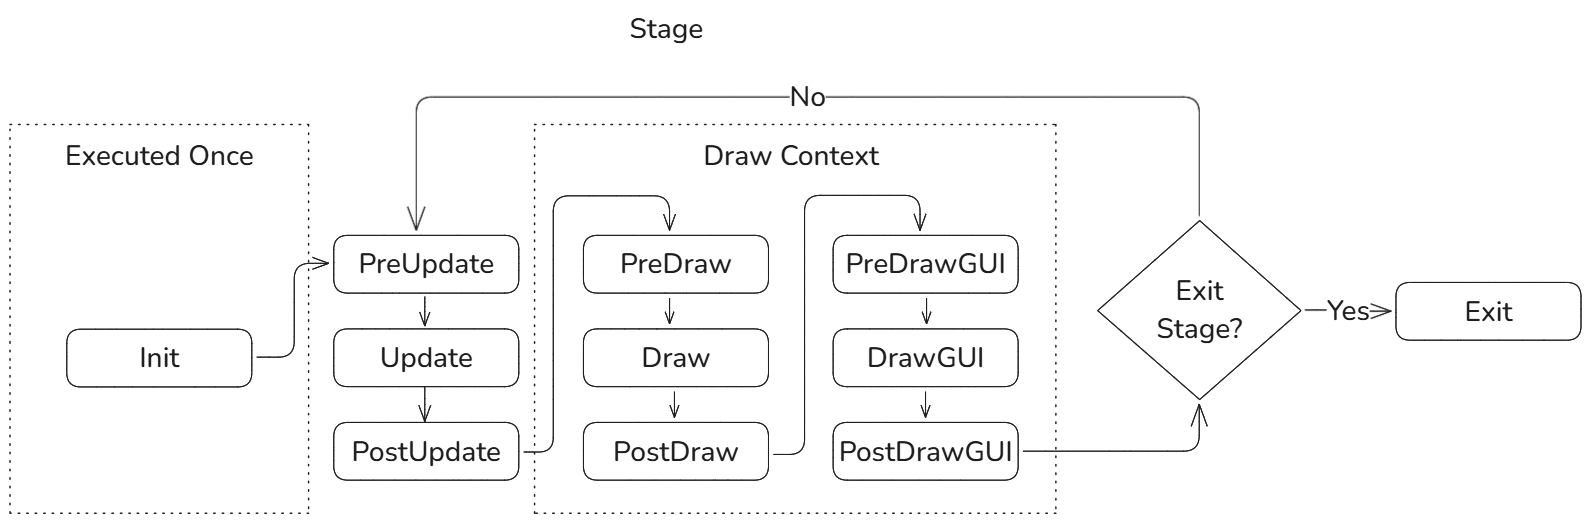 Stage
No
Executed Once
Draw Context
PreUpdate
PreDraw
PreDrawGUI
Exit
Stage?
Yes
Exit
Init
Update
Draw
DrawGUI
PostUpdate
PostDraw
PostDrawGUI